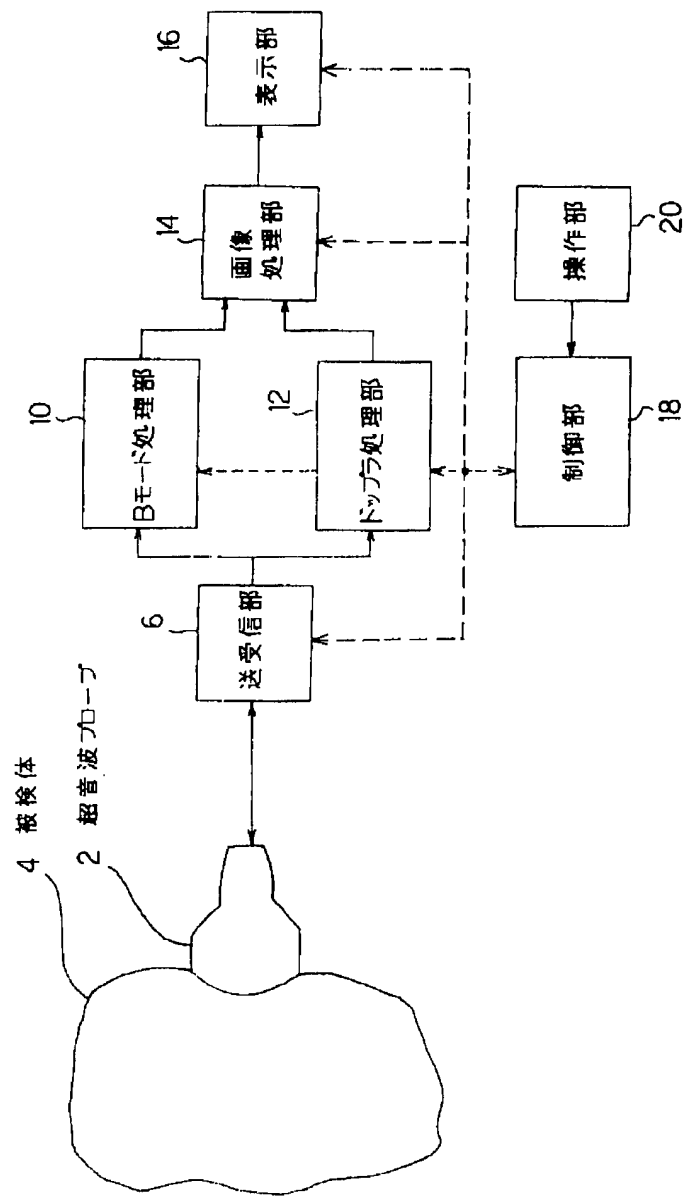 4 被検体
2 超音波プローブ
6
送受信部
10
Bモード処理部
12
ドップラ処理部
14
画像
処理部
16
表示部
18
制御部
20
操作部